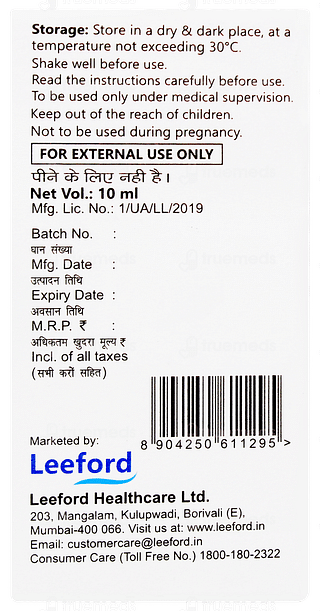 Storage: Store in a dry & dark place, at a
temperature not exceeding 30°C.
Shake well before use.
Read the instructions carefully before use.
To be used only under medical supervision.
Keep out of the reach of children.
Not to be used during pregnancy.
FOR EXTERNAL USE ONLY
पीने के लिए नही है।
Net Vol.: 10 ml
Mfg. Lic. No.: 1/UA/LL/2019
Batch No. :
घान संख्या
Mfg. Date :
उत्पादन तिथि
Expiry Date :
अवसान तिथि
M.R.P. ₹ :
अधिकतम खुदरा मूल्य ₹
Incl. of all taxes
(सभी करों सहित)
8 904250 611295 >
Marketed by:
Leeford
Leeford Healthcare Ltd.
203, Mangalam, Kulupwadi, Borivali (E),
Mumbai-400 066. Visit us at: www.leeford.in
Email: customercare@leeford.in
Consumer Care (Toll Free No.) 1800-180-2322